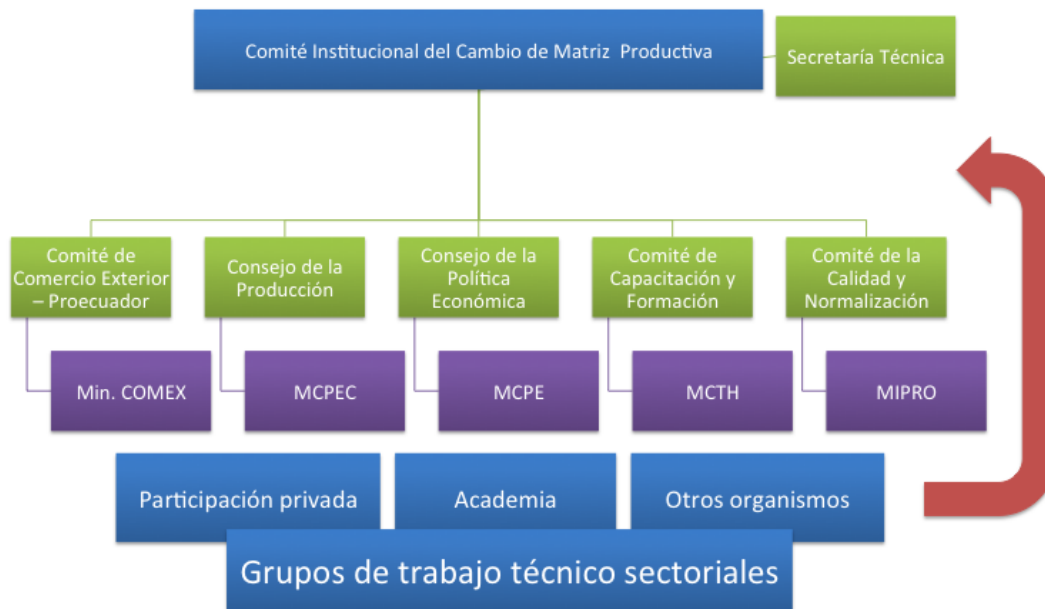 Comité Institucional del Cambio de Matriz Productiva
Secretaría Técnica
Comité de
Comercio Exterior
– Proecuador
Consejo de la
Producción
Consejo de la
Política
Económica
Comité de
Capacitación y
Formación
Comité de la
Calidad y
Normalización
Min. COMEX
MCPEC
MCPE
MCTH
MIPRO
Participación privada
Academia
Otros organismos
Grupos de trabajo técnico sectoriales